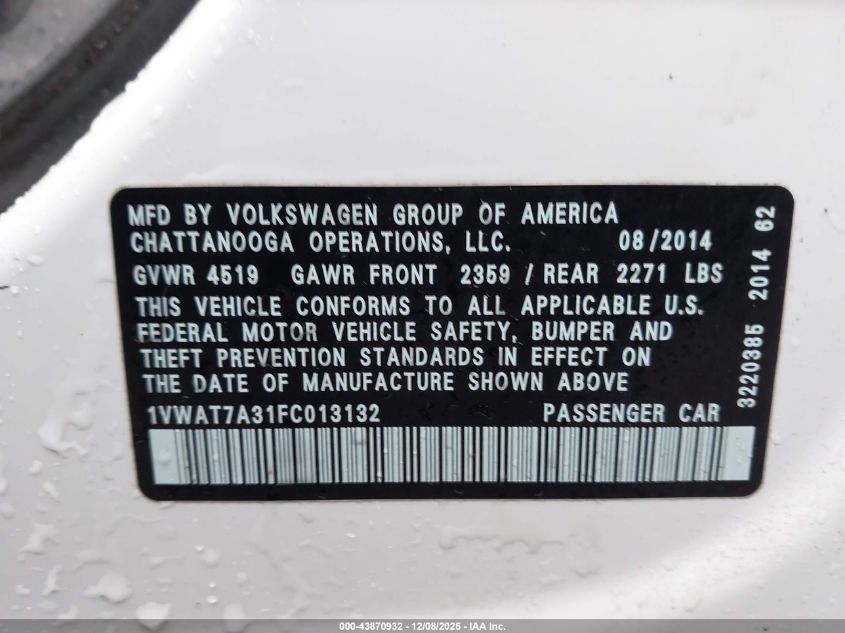 MFD BY VOLKSWAGEN GROUP OF AMERICA
CHATTANOOGA OPERATIONS, LLC. 08/2014
GVWR 4519 GAWR FRONT 2359 / REAR 2271 LBS
THIS VEHICLE CONFORMS TO ALL APPLICABLE U.S.
FEDERAL MOTOR VEHICLE SAFETY, BUMPER AND
THEFT PREVENTION STANDARDS IN EFFECT ON
THE DATE OF MANUFACTURE SHOWN ABOVE
1VWAT7A31FC013132 PASSENGER CAR
3220385 2014 62
000-43870932 - 12/08/2025 - IAA Inc.